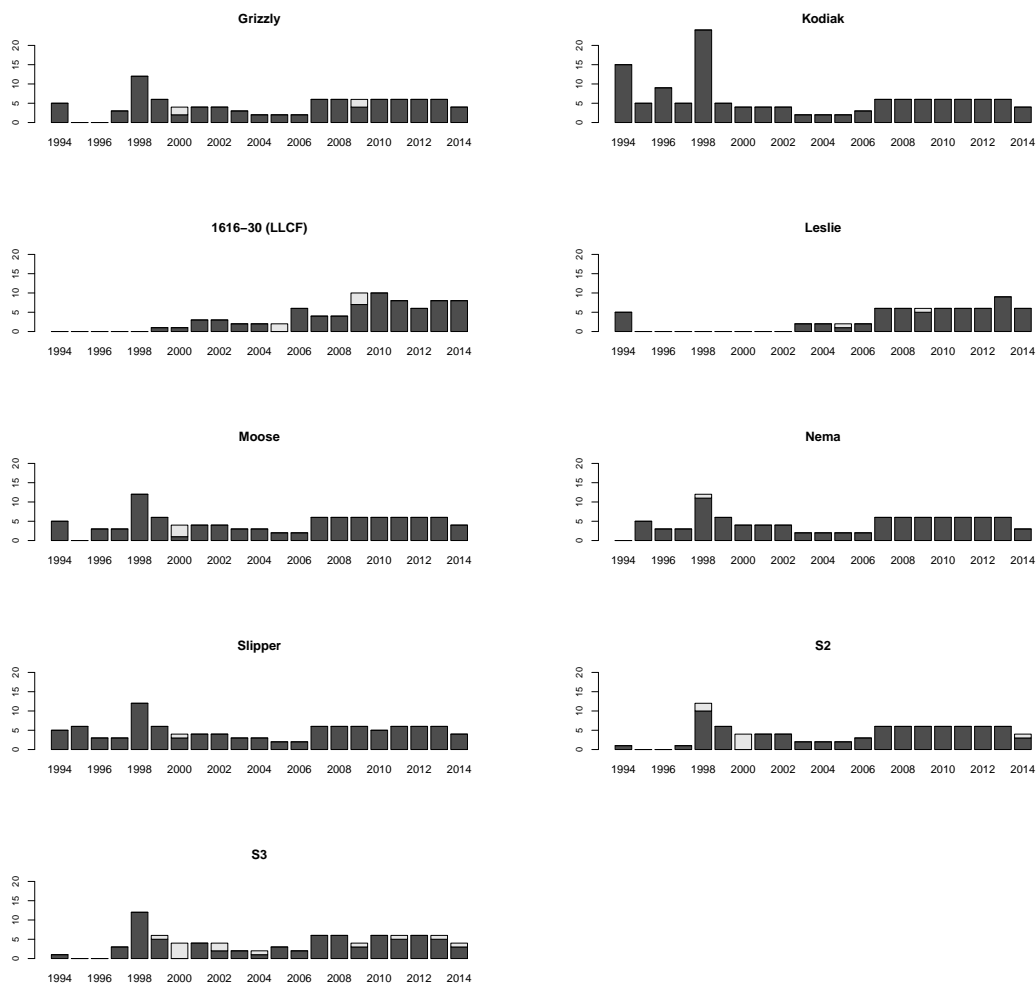 Grizzly
0 5 10 15 20
1994 1996 1998 2000 2002 2004 2006 2008 2010 2012 2014
Kodiak
0 5 10 15 20
1994 1996 1998 2000 2002 2004 2006 2008 2010 2012 2014
1616−30 (LLCF)
0 5 10 15 20
1994 1996 1998 2000 2002 2004 2006 2008 2010 2012 2014
Leslie
0 5 10 15 20
1994 1996 1998 2000 2002 2004 2006 2008 2010 2012 2014
Moose
0 5 10 15 20
1994 1996 1998 2000 2002 2004 2006 2008 2010 2012 2014
Nema
0 5 10 15 20
1994 1996 1998 2000 2002 2004 2006 2008 2010 2012 2014
Slipper
0 5 10 15 20
1994 1996 1998 2000 2002 2004 2006 2008 2010 2012 2014
S2
0 5 10 15 20
1994 1996 1998 2000 2002 2004 2006 2008 2010 2012 2014
S3
0 5 10 15 20
1994 1996 1998 2000 2002 2004 2006 2008 2010 2012 2014